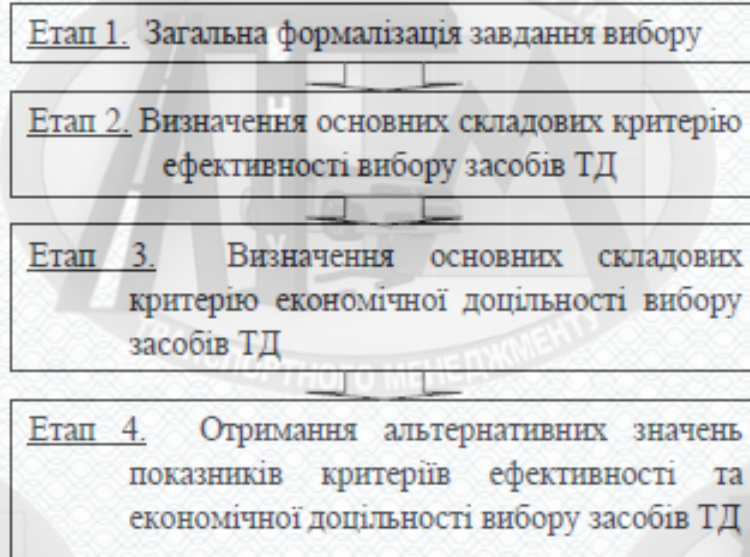 Етап 1. Загальна формалізація завдання вибору
Етап 2. Визначення основних складових критерію
ефективності вибору засобів ТД
Етап 3. Визначення основних складових
критерію економічної доцільності вибору
засобів ТД
ТРАНСПОРТНОГО МЕНЕДЖМЕНТУ
Етап 4. Отримання альтернативних значень
показників критеріїв ефективності та
економічної доцільності вибору засобів ТД